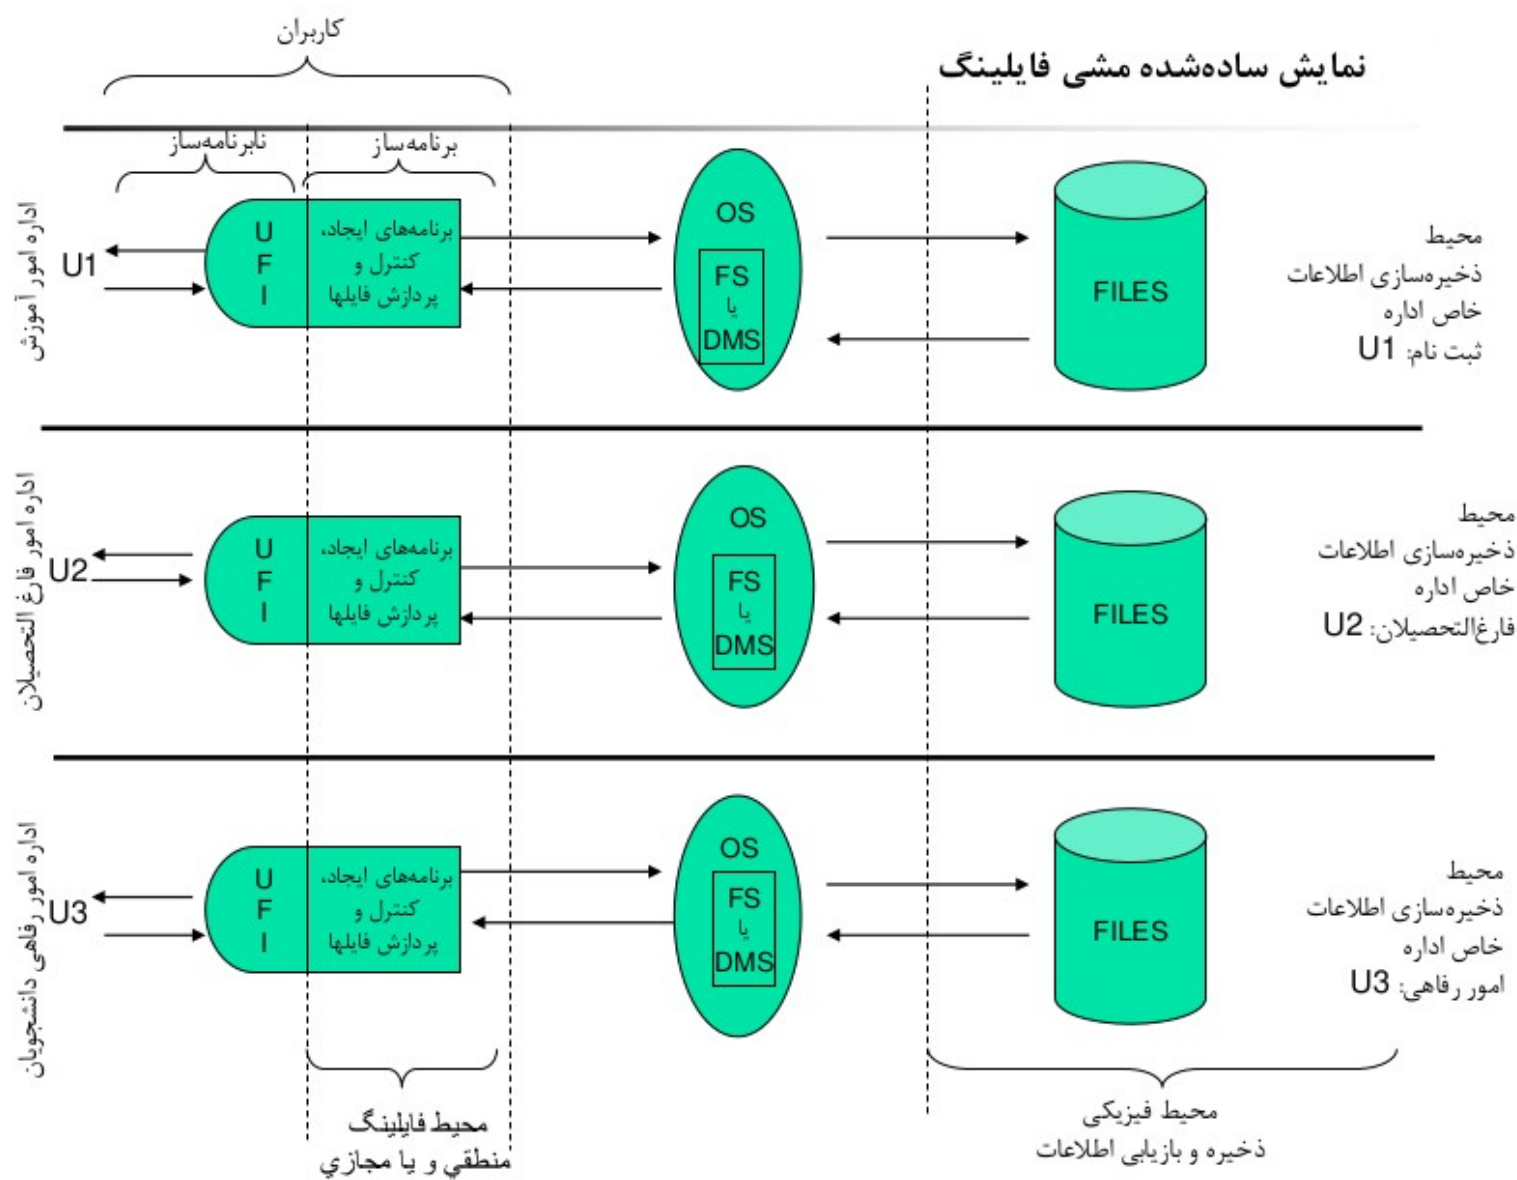 کاربران
نمایش ساده‌شده مشی فایلینگ
نابرنامه‌ساز
برنامه‌ساز
اداره امور آموزش
U1
U
F
I
برنامه‌های ایجاد،
کنترل و
پردازش فایلها
OS
FS
یا
DMS
FILES
محیط
ذخیره‌سازی اطلاعات
خاص اداره
ثبت نام: U1
اداره امور فارغ التحصیلان
U2
U
F
I
برنامه‌های ایجاد،
کنترل و
پردازش فایلها
OS
FS
یا
DMS
FILES
محیط
ذخیره‌سازی اطلاعات
خاص اداره
فارغ‌التحصیلان: U2
اداره امور رفاهی دانشجویان
U3
U
F
I
برنامه‌های ایجاد،
کنترل و
پردازش فایلها
OS
FS
یا
DMS
FILES
محیط
ذخیره‌سازی اطلاعات
خاص اداره
امور رفاهی: U3
محیط فایلینگ
منطقي و یا مجازي
محیط فیزیکی
ذخیره و بازیابی اطلاعات